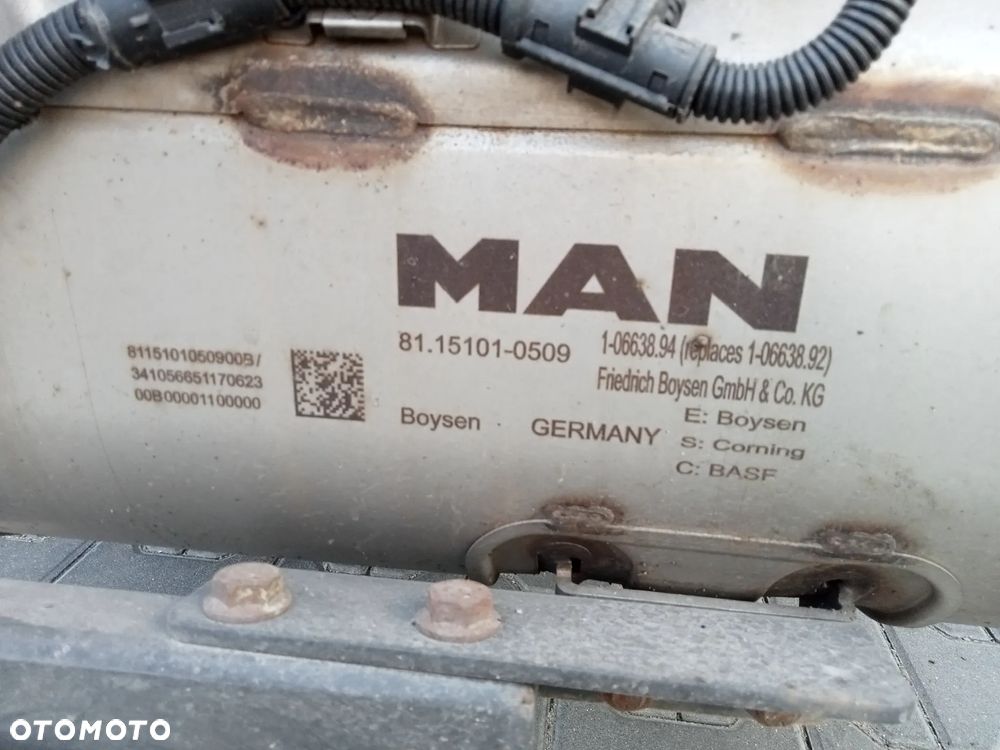 MAN
81.15101-0509
1-06638.94 (replaces 1-06638.92)
Friedrich Boysen GmbH & Co. KG
8115101050900B/
341056651170623
00B00001100000
Boysen
GERMANY
E: Boysen
S: Corning
C: BASF
OTOMOTO